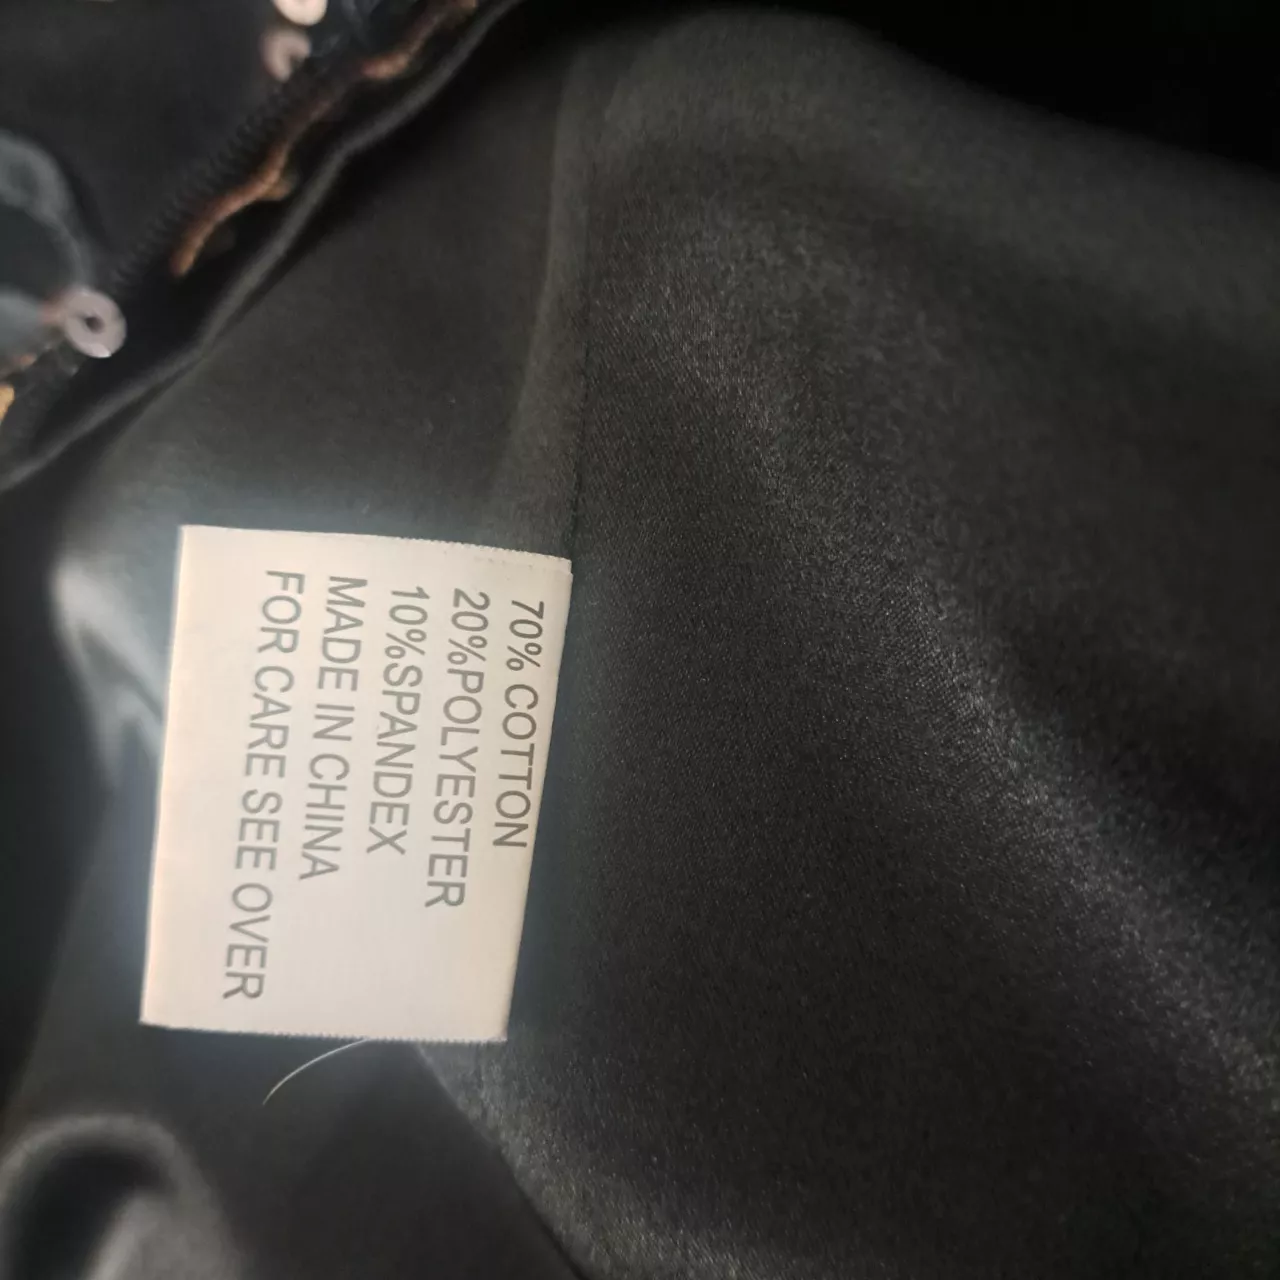 70% COTTON
20%POLYESTER
10%SPANDEX
MADE IN CHINA
FOR CARE SEE OVER